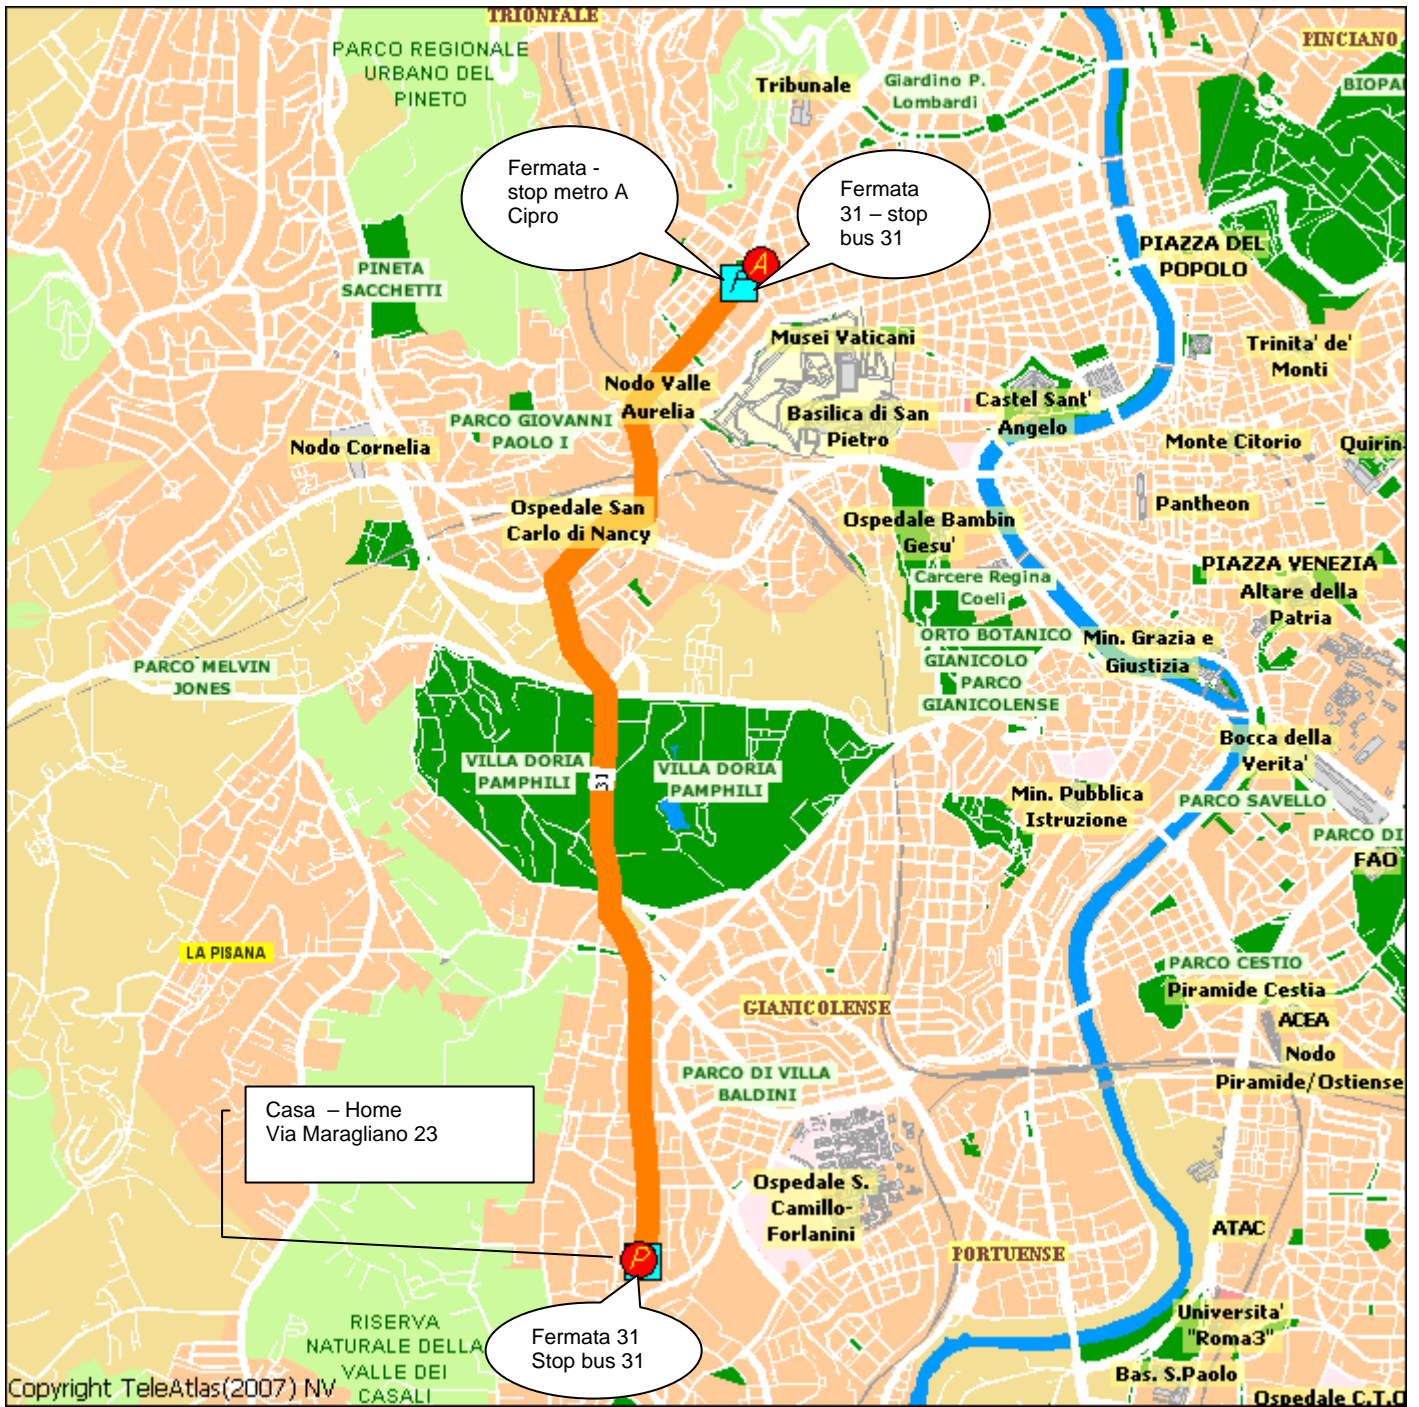 TRIONFALE
PINCIANO
PARCO REGIONALE
URBANO DEL
PINETO
Tribunale
Giardino P.
Lombardi
BIOPA
Fermata -
stop metro A
Cipro
Fermata
31 – stop
bus 31
A
PIAZZA DEL
POPOLO
PINETA
SACCHETTI
Musei Vaticani
Trinita' de'
Monti
Nodo Valle
Aurelia
Castel Sant'
Angelo
Basilica di San
Pietro
PARCO GIOVANNI
PAOLO I
Nodo Cornelia
Monte Citorio
Quirin
Pantheon
Ospedale San
Carlo di Nancy
Ospedale Bambin
Gesu'
PIAZZA VENEZIA
Altare della
Patria
Carcere Regina
Coeli
ORTO BOTANICO
Min. Grazia e
Giustizia
GIANICOLO
PARCO
GIANICOLENSE
PARCO MELVIN
JONES
Bocca della
Verita'
VILLA DORIA
PAMPHILI
31
VILLA DORIA
PAMPHILI
Min. Pubblica
Istruzione
PARCO SAVELLO
PARCO DI
FAO
LA PISANA
PARCO CESTIO
Piramide Cestia
GIANICOLENSE
ACEA
Nodo
Piramide/Ostiense
PARCO DI VILLA
BALDINI
Casa – Home
Via Maragliano 23
Ospedale S.
Camillo-
Forlanini
ATAC
PORTUENSE
P
Universita'
"Roma3"
RISERVA
NATURALE DELLA
VALLE DEI
CASALI
Fermata 31
Stop bus 31
Bas. S.Paolo
Copyright TeleAtlas(2007) NV
Ospedale C.T.O